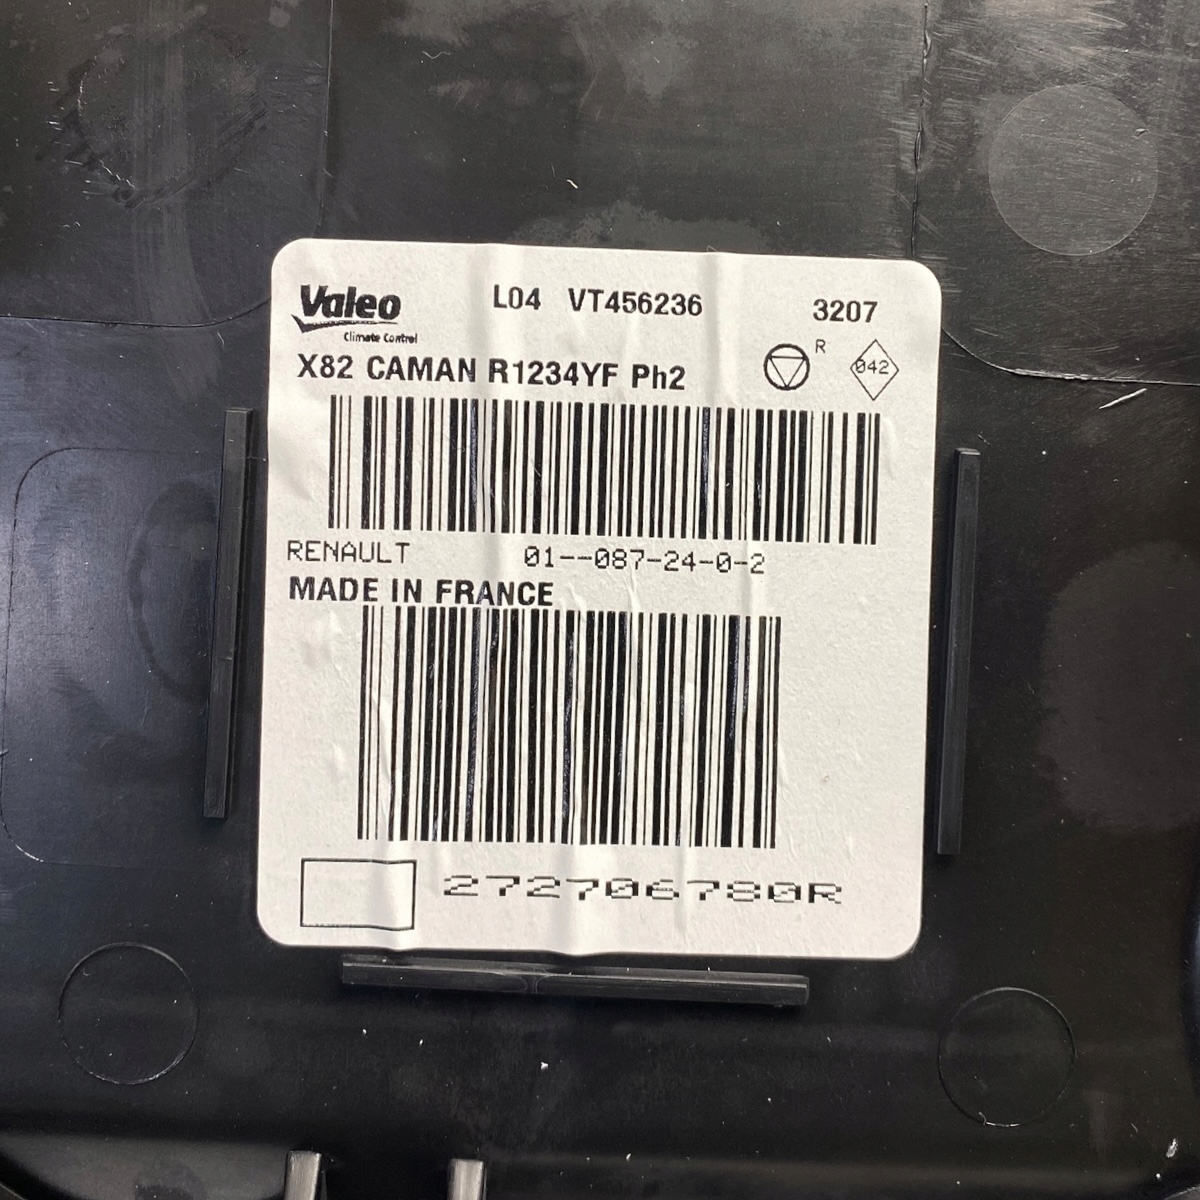 Valeo L04 VT456236 3207
Climate Control
X82 CAMAN R1234YF Ph2 R 042
RENAULT 01--087-24-0-2
MADE IN FRANCE
272706780R